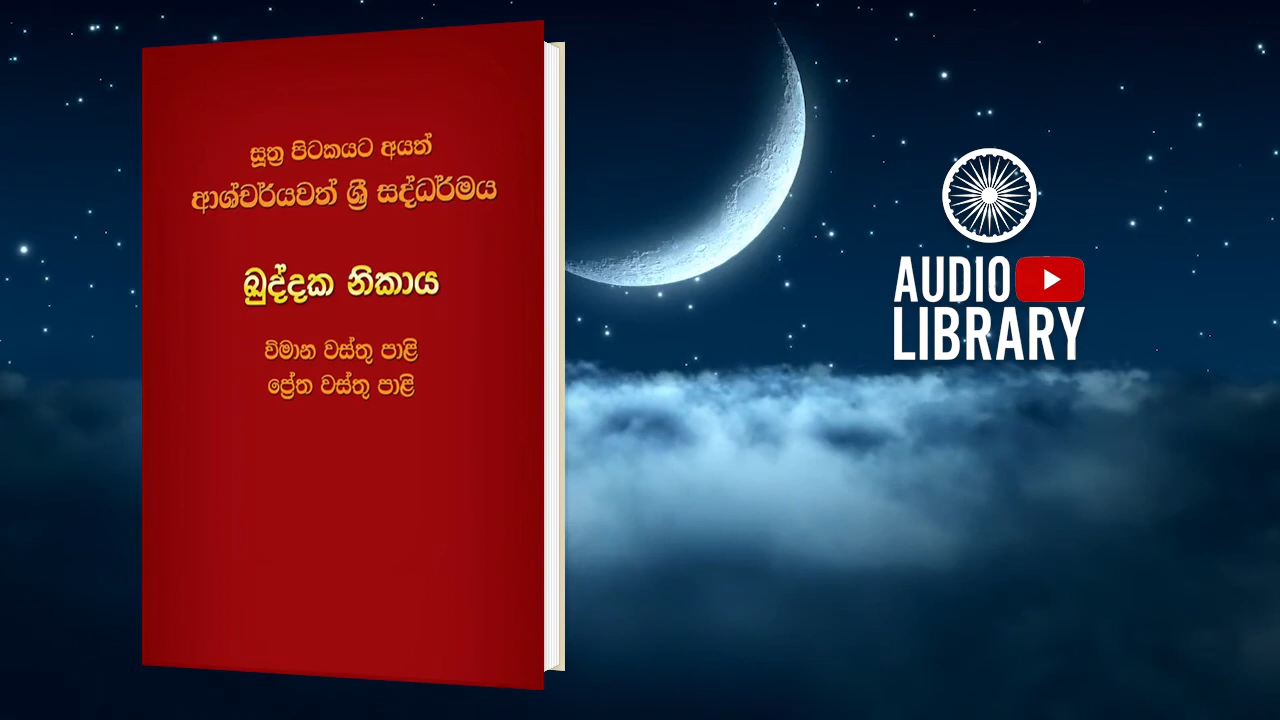 සූත්‍ර පිටකයට අයත්
ආශ්චර්යවත් ශ්‍රී සද්ධර්මය
ඛුද්දක නිකාය
විමාන වස්තු පාළි
ප්‍රේත වස්තු පාළි
AUDIO
LIBRARY